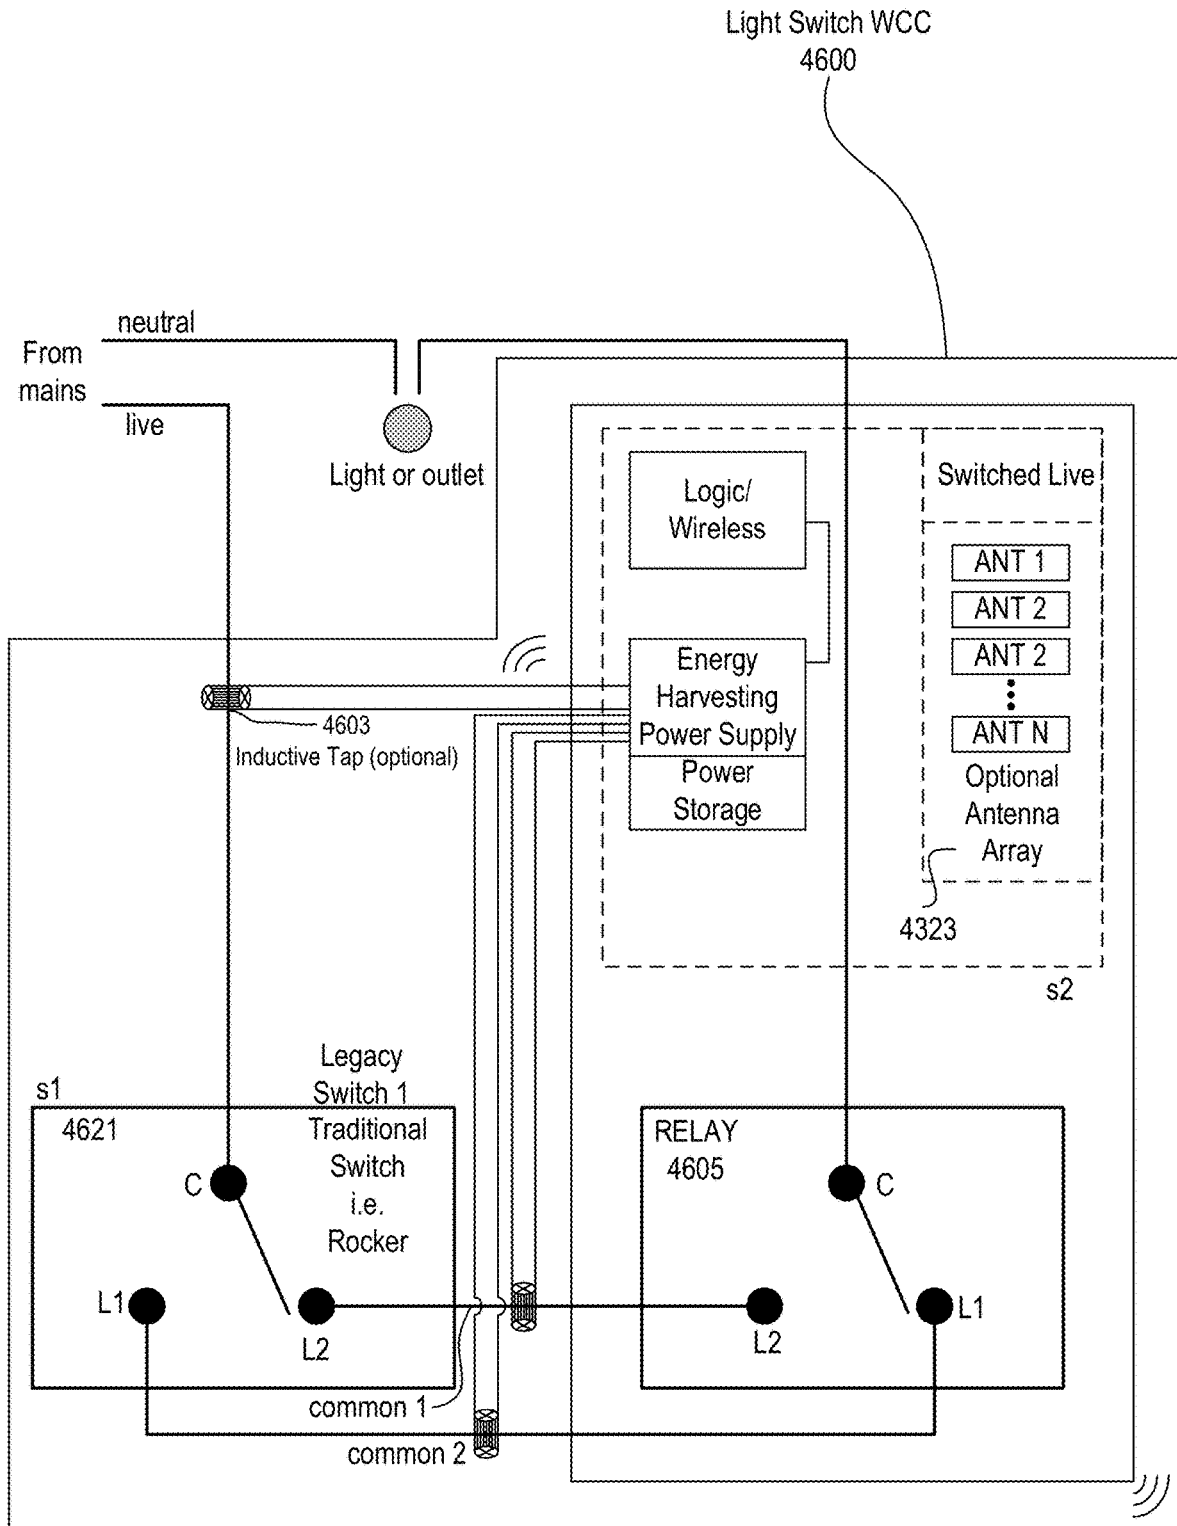 Light Switch WCC
4600
neutral
From
mains
live
Light or outlet
Logic/
Wireless
Switched Live
ANT 1
ANT 2
ANT 2
ANT N
Optional
Antenna
Array
4323
Energy
Harvesting
Power Supply
Power
Storage
4603
Inductive Tap (optional)
s2
s1
4621
Legacy
Switch 1
Traditional
Switch
i.e.
Rocker
C
L1
L2
RELAY
4605
C
L2
L1
common 1
common 2